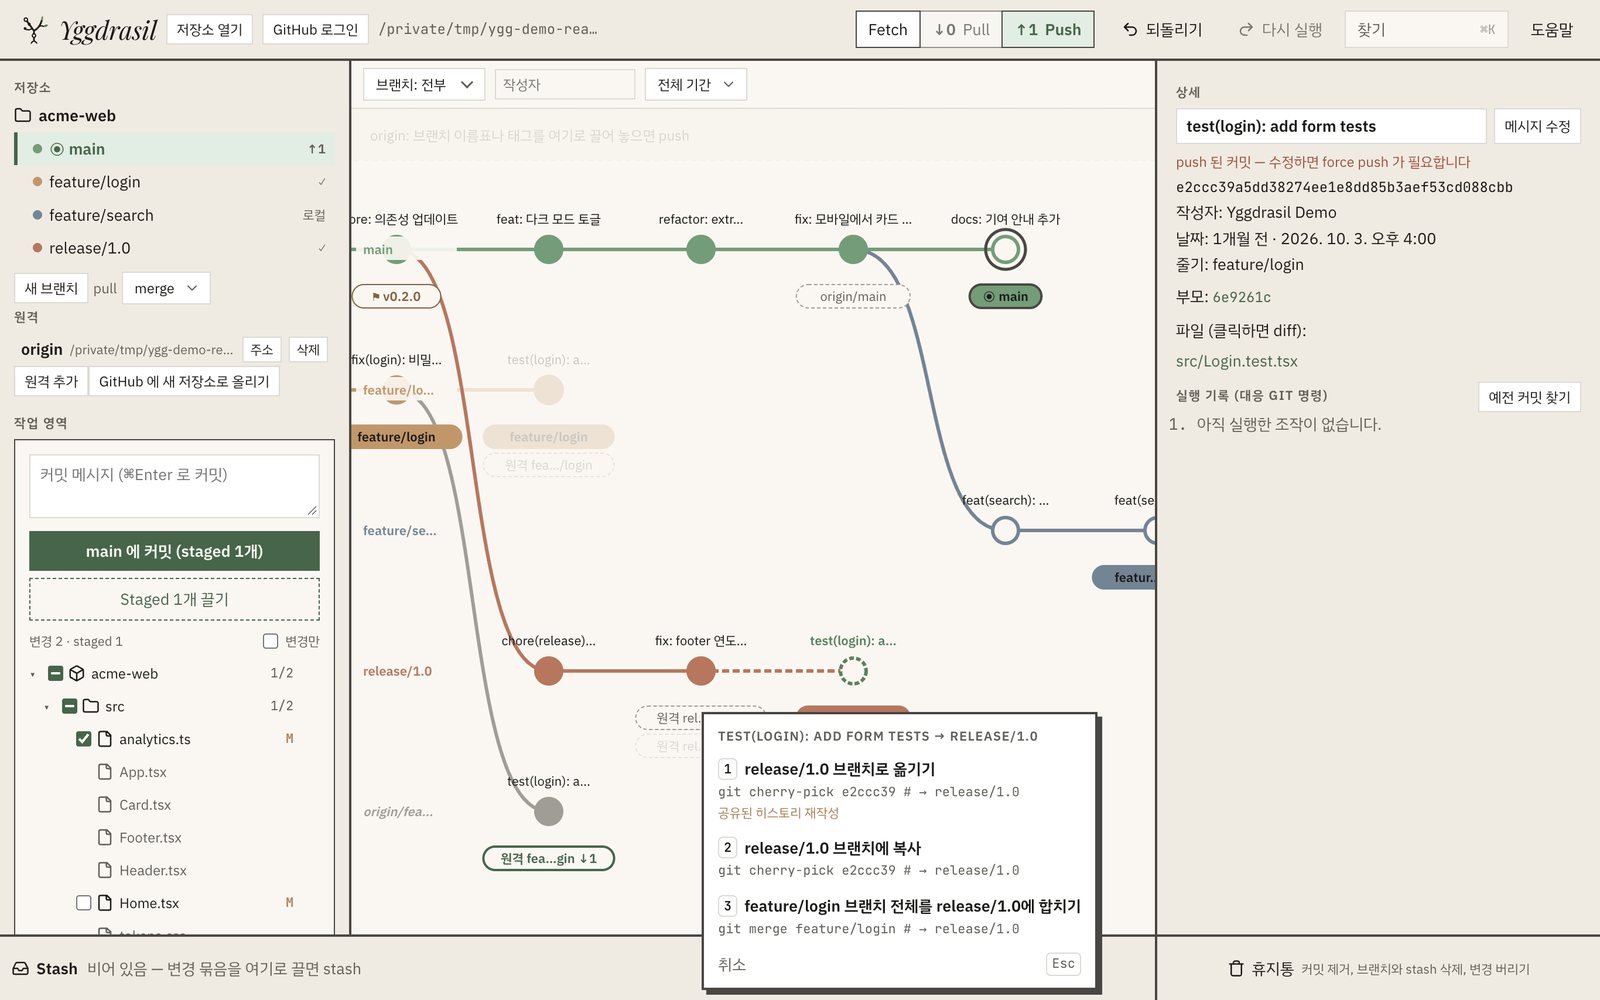 Yggdrasil
저장소 열기
GitHub 로그인
/private/tmp/ygg-demo-rea…
Fetch
↓0 Pull
↑1 Push
되돌리기
다시 실행
찾기
⌘K
도움말
저장소
acme-web
main
↑1
feature/login
✓
feature/search
로컬
release/1.0
✓
새 브랜치
pull
merge
원격
origin
/private/tmp/ygg-demo-re…
주소
삭제
원격 추가
GitHub 에 새 저장소로 올리기
작업 영역
커밋 메시지 (⌘Enter 로 커밋)
main 에 커밋 (staged 1개)
Staged 1개 끌기
변경 2 · staged 1
변경만
acme-web
1/2
src
1/2
analytics.ts
M
App.tsx
Card.tsx
Footer.tsx
Header.tsx
Home.tsx
M
브랜치: 전부
작성자
전체 기간
origin: 브랜치 이름표나 태그를 여기로 끌어 놓으면 push
ore: 의존성 업데이트
feat: 다크 모드 토글
refactor: extr…
fix: 모바일에서 카드 …
docs: 기여 안내 추가
main
v0.2.0
origin/main
main
fix(login): 비밀…
test(login): a…
feature/lo…
feature/login
feature/login
원격 fea…/login
feat(search): …
feat(se
feature/se…
featur…
chore(release)…
fix: footer 연도…
test(login): a…
release/1.0
원격 rel.
원격 rel.
test(login): a…
origin/fea…
원격 fea…gin ↓1
TEST(LOGIN): ADD FORM TESTS → RELEASE/1.0
1 release/1.0 브랜치로 옮기기
git cherry-pick e2ccc39 # → release/1.0
공유된 히스토리 재작성
2 release/1.0 브랜치에 복사
git cherry-pick e2ccc39 # → release/1.0
3 feature/login 브랜치 전체를 release/1.0에 합치기
git merge feature/login # → release/1.0
취소
Esc
상세
test(login): add form tests
메시지 수정
push 된 커밋 — 수정하면 force push 가 필요합니다
e2ccc39a5dd38274ee1e8dd85b3aef53cd088cbb
작성자: Yggdrasil Demo
날짜: 1개월 전 · 2026. 10. 3. 오후 4:00
줄기: feature/login
부모: 6e9261c
파일 (클릭하면 diff):
src/Login.test.tsx
실행 기록 (대응 GIT 명령)
예전 커밋 찾기
1. 아직 실행한 조작이 없습니다.
Stash
비어 있음 — 변경 묶음을 여기로 끌면 stash
휴지통
커밋 제거, 브랜치와 stash 삭제, 변경 버리기